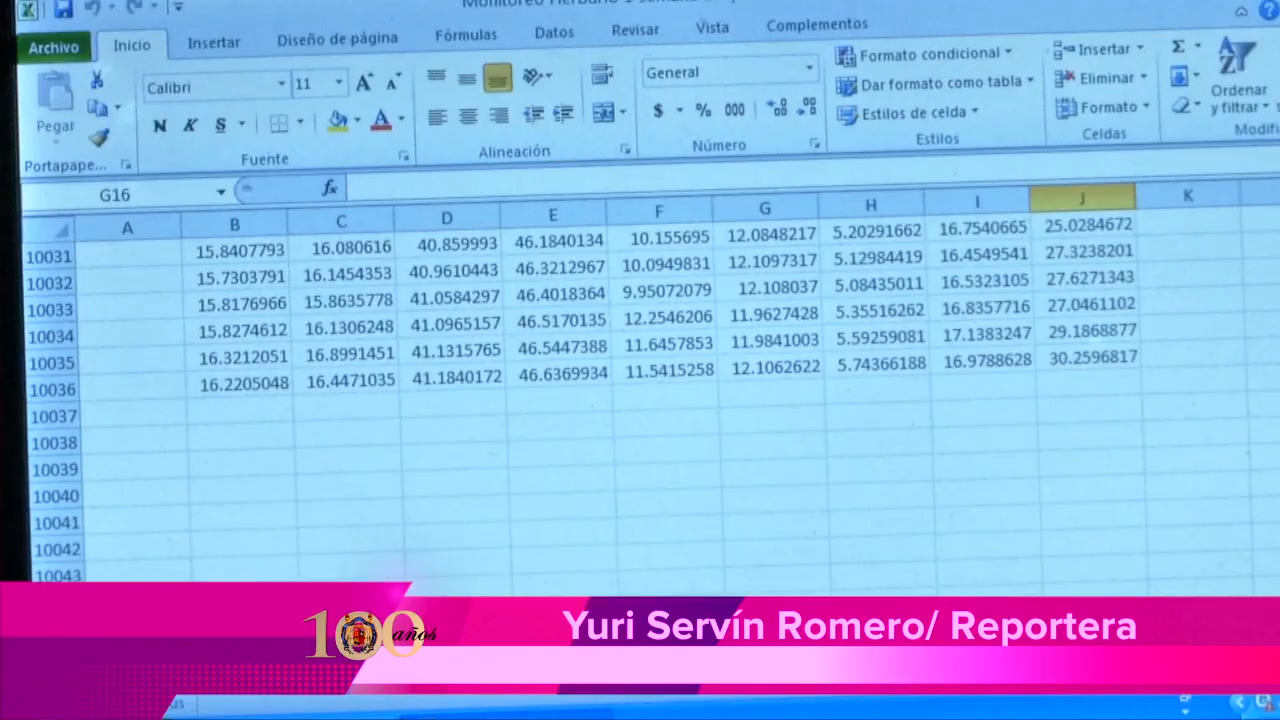 Archivo Inicio Insertar Diseño de página Fórmulas Datos Revisar Vista Complementos
Calibri 11 General Formato condicional Insertar Σ
Dar formato como tabla Eliminar Ordenar
Pegar N K S $ % 000 Estilos de celda Formato y filtrar
Portapape... Fuente Alineación Número Estilos Celdas
G16 fx
A B C D E F G H I J K
10031 15.8407793 16.080616 40.859993 46.1840134 10.155695 12.0848217 5.20291662 16.7540665 25.0284672
10032 15.7303791 16.1454353 40.9610443 46.3212967 10.0949831 12.1097317 5.12984419 16.4549541 27.3238201
10033 15.8176966 15.8635778 41.0584297 46.4018364 9.95072079 12.108037 5.08435011 16.5323105 27.6271343
10034 15.8274612 16.1306248 41.0965157 46.5170135 12.2546206 11.9627428 5.35516262 16.8357716 27.0461102
10035 16.3212051 16.8991451 41.1315765 46.5447388 11.6457853 11.9841003 5.59259081 17.1383247 29.1868877
10036 16.2205048 16.4471035 41.1840172 46.6369934 11.5415258 12.1062622 5.74366188 16.9788628 30.2596817
10037
10038
10039
10040
10041
10042
10043
100 años
Yuri Servín Romero/ Reportera